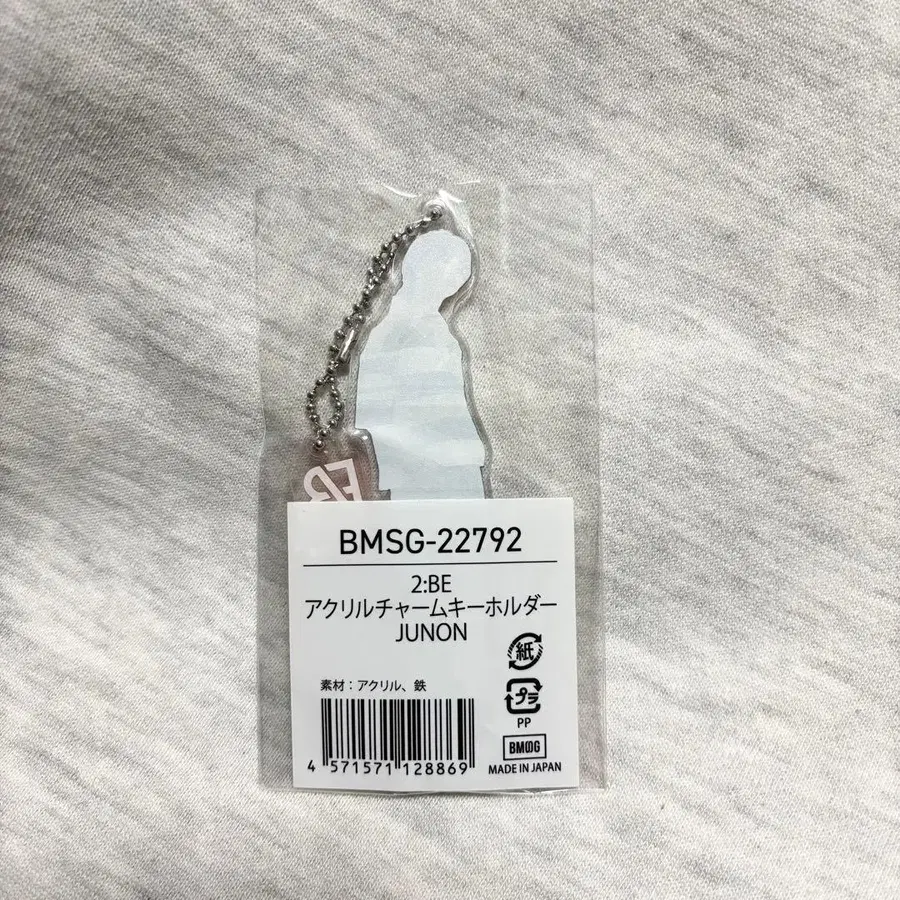 BMSG-22792
2:BE
アクリルチャームキーホルダー
JUNON
紙
プラ
PP
素材：アクリル、鉄
4 571571 128869
BMSG
MADE IN JAPAN